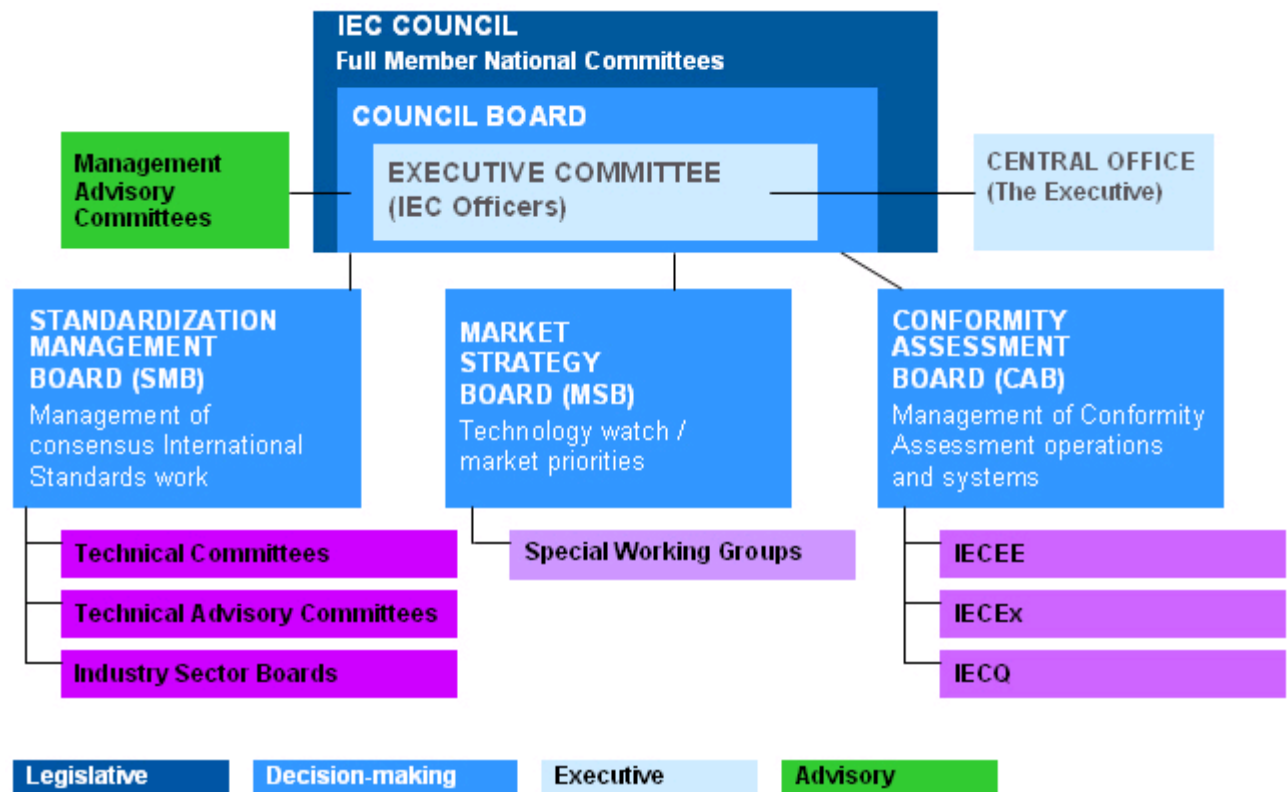 IEC COUNCIL
Full Member National Committees
COUNCIL BOARD
EXECUTIVE COMMITTEE
(IEC Officers)
Management
Advisory
Committees
CENTRAL OFFICE
(The Executive)
STANDARDIZATION
MANAGEMENT
BOARD (SMB)
Management of
consensus International
Standards work
MARKET
STRATEGY
BOARD (MSB)
Technology watch /
market priorities
CONFORMITY
ASSESSMENT
BOARD (CAB)
Management of Conformity
Assessment operations
and systems
Technical Committees
Technical Advisory Committees
Industry Sector Boards
Special Working Groups
IECEE
IECEx
IECQ
Legislative
Decision-making
Executive
Advisory